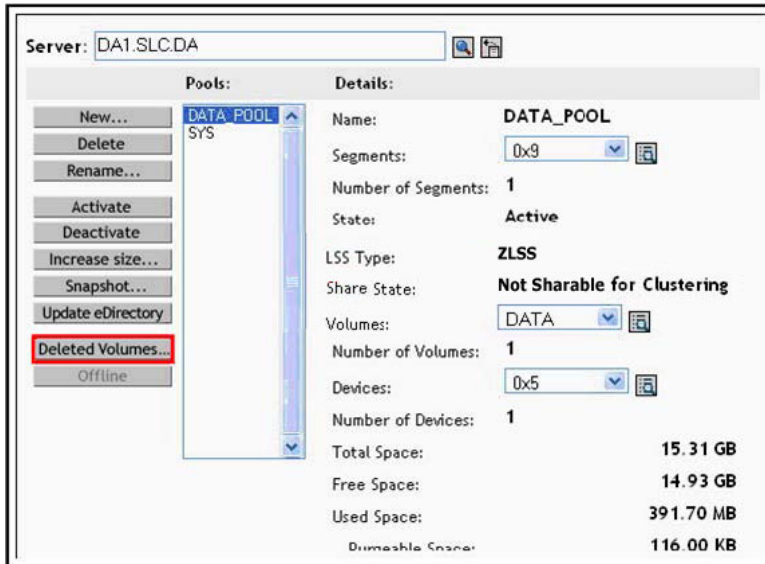 Server: DA1.SLC.DA
Pools: Details:
New...
Delete
Rename...
Activate
Deactivate
Increase size...
Snapshot...
Update eDirectory
Deleted Volumes...
Offline
DATA_POOL
SYS
Name: DATA_POOL
Segments: 0x9
Number of Segments: 1
State: Active
LSS Type: ZLSS
Share State: Not Sharable for Clustering
Volumes: DATA
Number of Volumes: 1
Devices: 0x5
Number of Devices: 1
Total Space: 15.31 GB
Free Space: 14.93 GB
Used Space: 391.70 MB
Purgeable Space: 116.00 KB